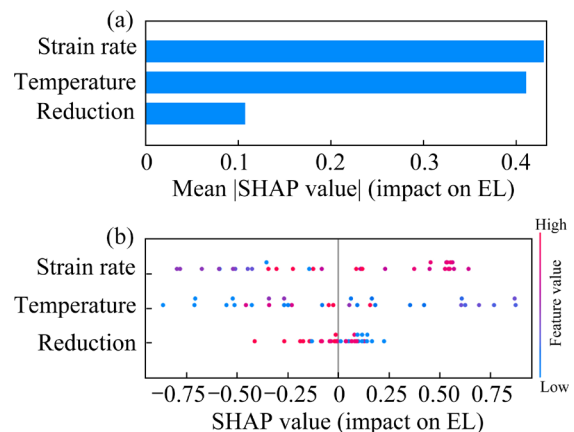 (a)
Strain rate
Temperature
Reduction
0 0.1 0.2 0.3 0.4
Mean |SHAP value| (impact on EL)
(b)
High
Strain rate
Temperature
Reduction
Feature value
Low
−0.75 −0.50 −0.25 0 0.25 0.50 0.75
SHAP value (impact on EL)